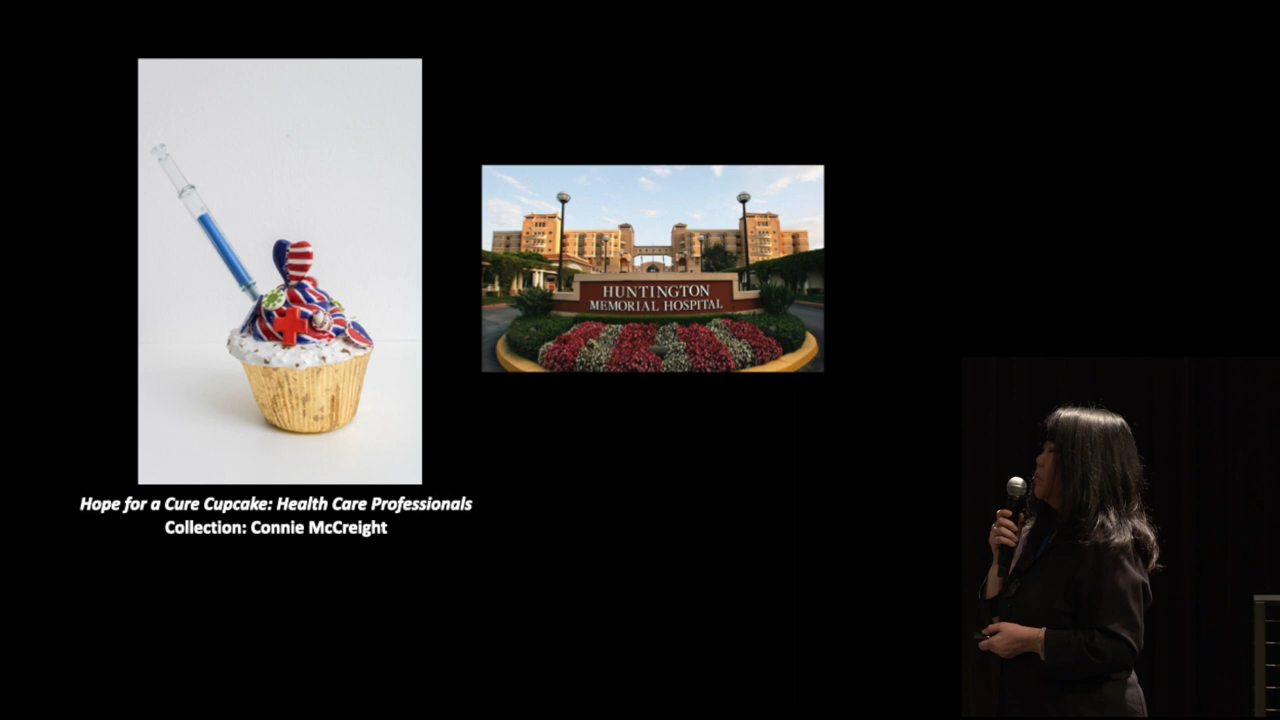 HUNTINGTON
MEMORIAL HOSPITAL
Hope for a Cure Cupcake: Health Care Professionals
Collection: Connie McCreight